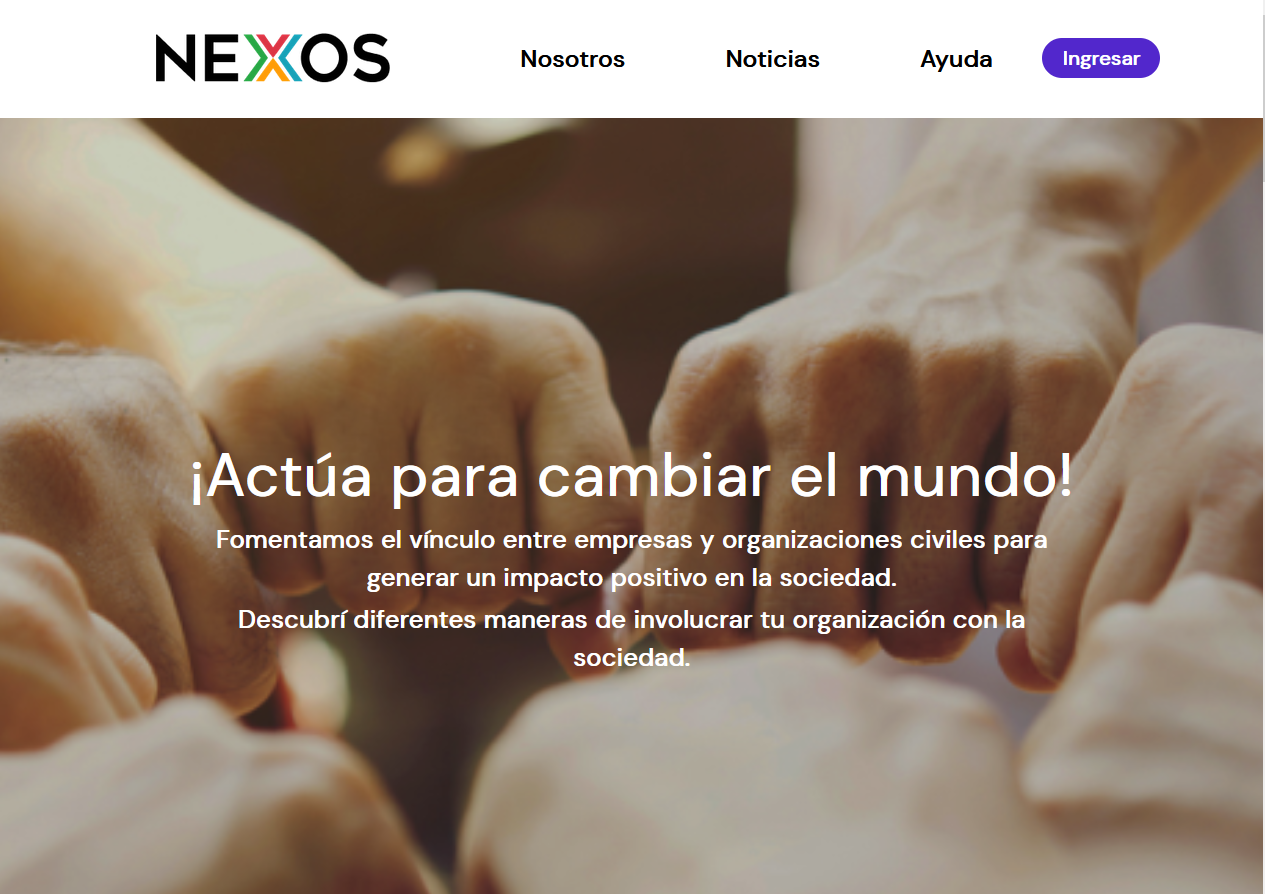 NEXOS
Nosotros
Noticias
Ayuda
Ingresar
¡Actúa para cambiar el mundo!
Fomentamos el vínculo entre empresas y organizaciones civiles para
generar un impacto positivo en la sociedad.
Descubrí diferentes maneras de involucrar tu organización con la
sociedad.